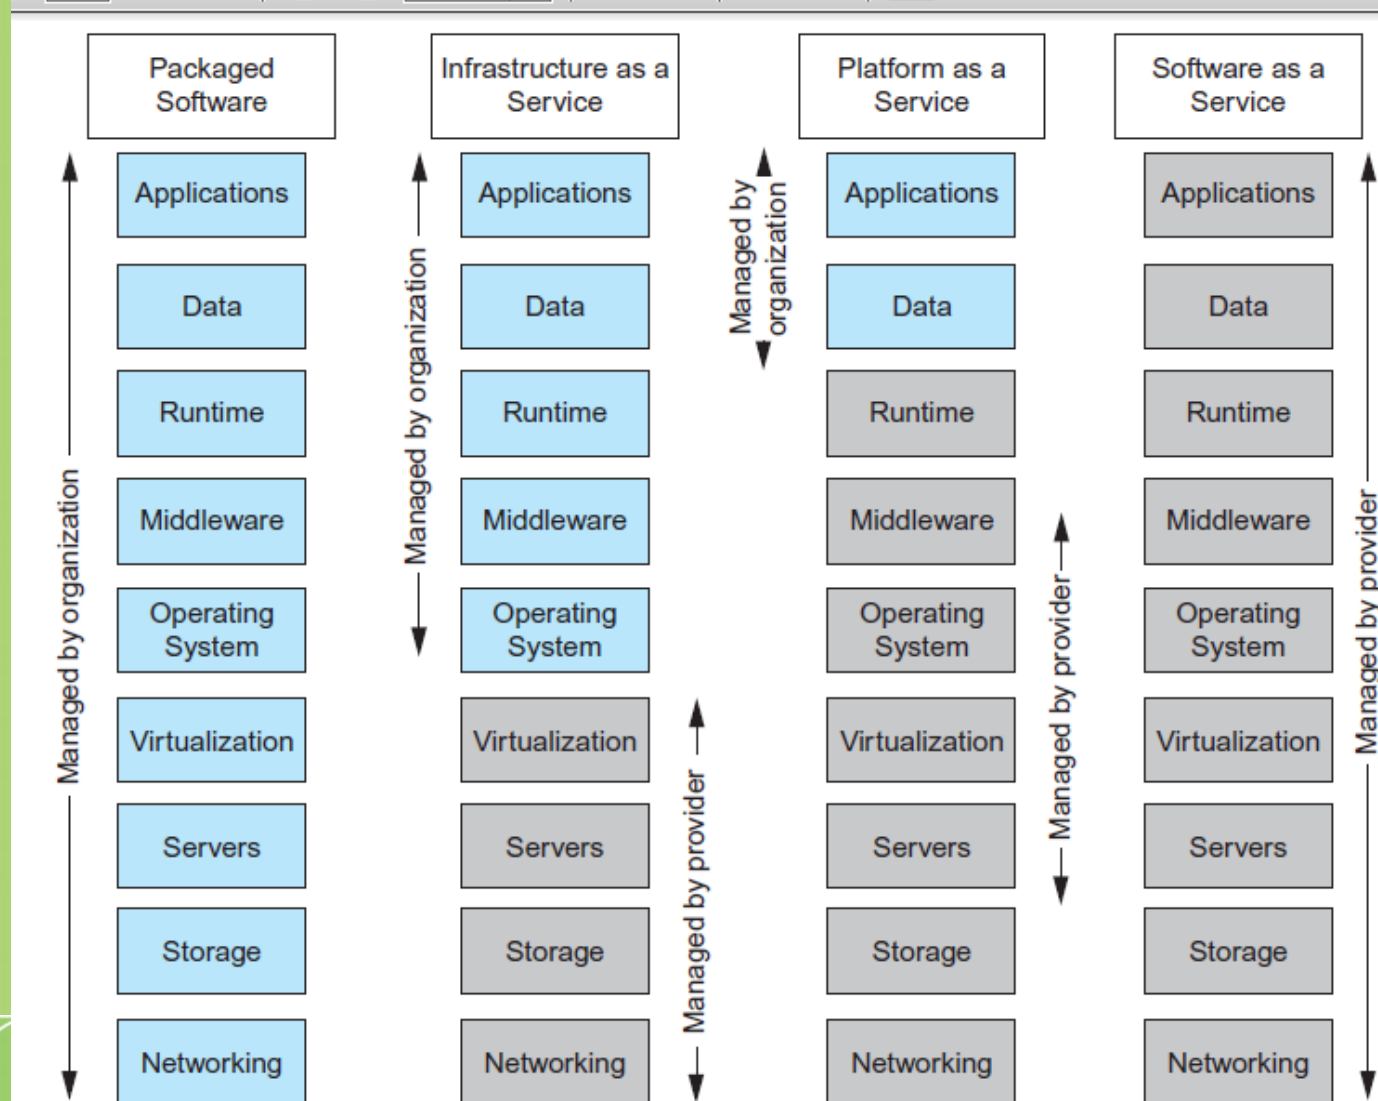 Packaged
Software
Infrastructure as a
Service
Platform as a
Service
Software as a
Service
Managed by organization
Applications
Data
Runtime
Middleware
Operating
System
Virtualization
Servers
Storage
Networking
Managed by organization
Applications
Data
Runtime
Middleware
Operating
System
Virtualization
Servers
Storage
Networking
Managed by provider
Managed by
organization
Applications
Data
Runtime
Middleware
Operating
System
Virtualization
Servers
Storage
Networking
Managed by provider
Applications
Data
Runtime
Middleware
Operating
System
Virtualization
Servers
Storage
Networking
Managed by provider